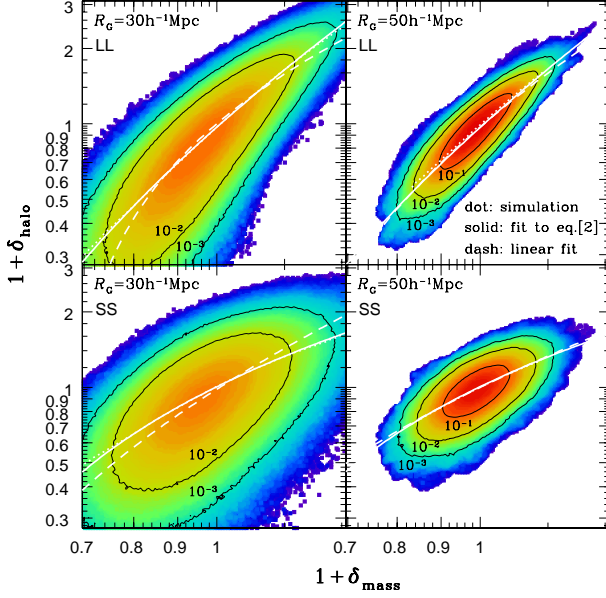 R_G=30h⁻¹Mpc
LL
R_G=50h⁻¹Mpc
LL
3
2
1
0.9
0.8
0.7
0.6
0.5
0.4
0.3
10⁻²
10⁻³
10⁻¹
10⁻²
10⁻³
dot: simulation
solid: fit to eq.[2]
dash: linear fit
1+δ_halo
R_G=30h⁻¹Mpc
SS
R_G=50h⁻¹Mpc
SS
3
2
1
0.9
0.8
0.7
0.6
0.5
0.4
0.3
10⁻²
10⁻³
10⁻¹
10⁻²
10⁻³
0.7 0.8 0.9 1 0.7 0.8 0.9 1
1+δ_mass